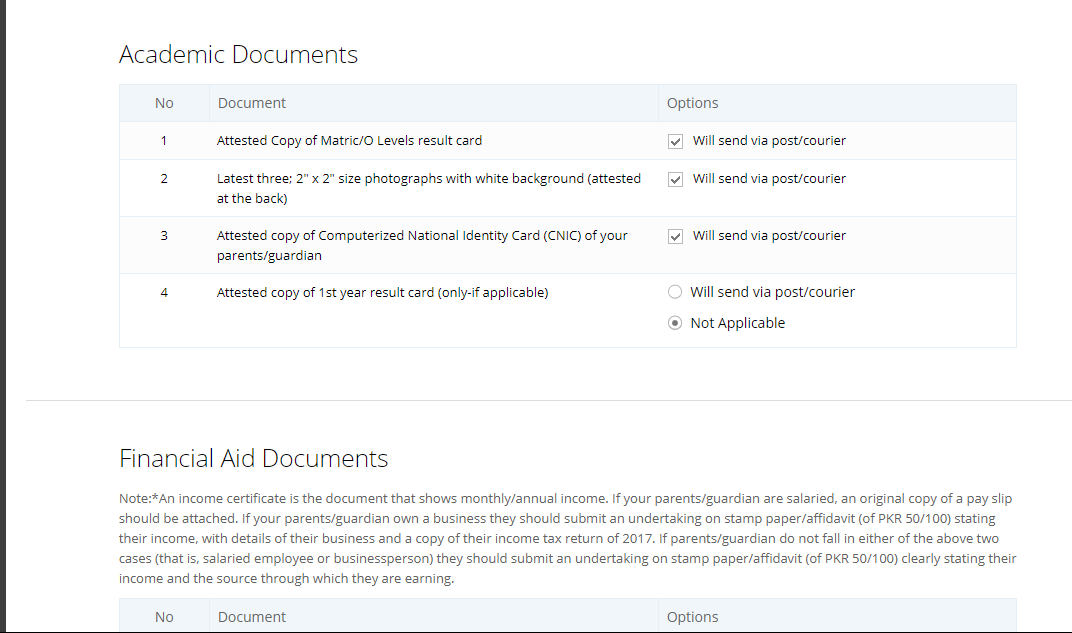 Academic Documents
No Document Options
1 Attested Copy of Matric/O Levels result card Will send via post/courier
2 Latest three; 2" x 2" size photographs with white background (attested Will send via post/courier
at the back)
3 Attested copy of Computerized National Identity Card (CNIC) of your Will send via post/courier
parents/guardian
4 Attested copy of 1st year result card (only-if applicable) Will send via post/courier
Not Applicable
Financial Aid Documents
Note:*An income certificate is the document that shows monthly/annual income. If your parents/guardian are salaried, an original copy of a pay slip
should be attached. If your parents/guardian own a business they should submit an undertaking on stamp paper/affidavit (of PKR 50/100) stating
their income, with details of their business and a copy of their income tax return of 2017. If parents/guardian do not fall in either of the above two
cases (that is, salaried employee or businessperson) they should submit an undertaking on stamp paper/affidavit (of PKR 50/100) clearly stating their
income and the source through which they are earning.
No Document Options